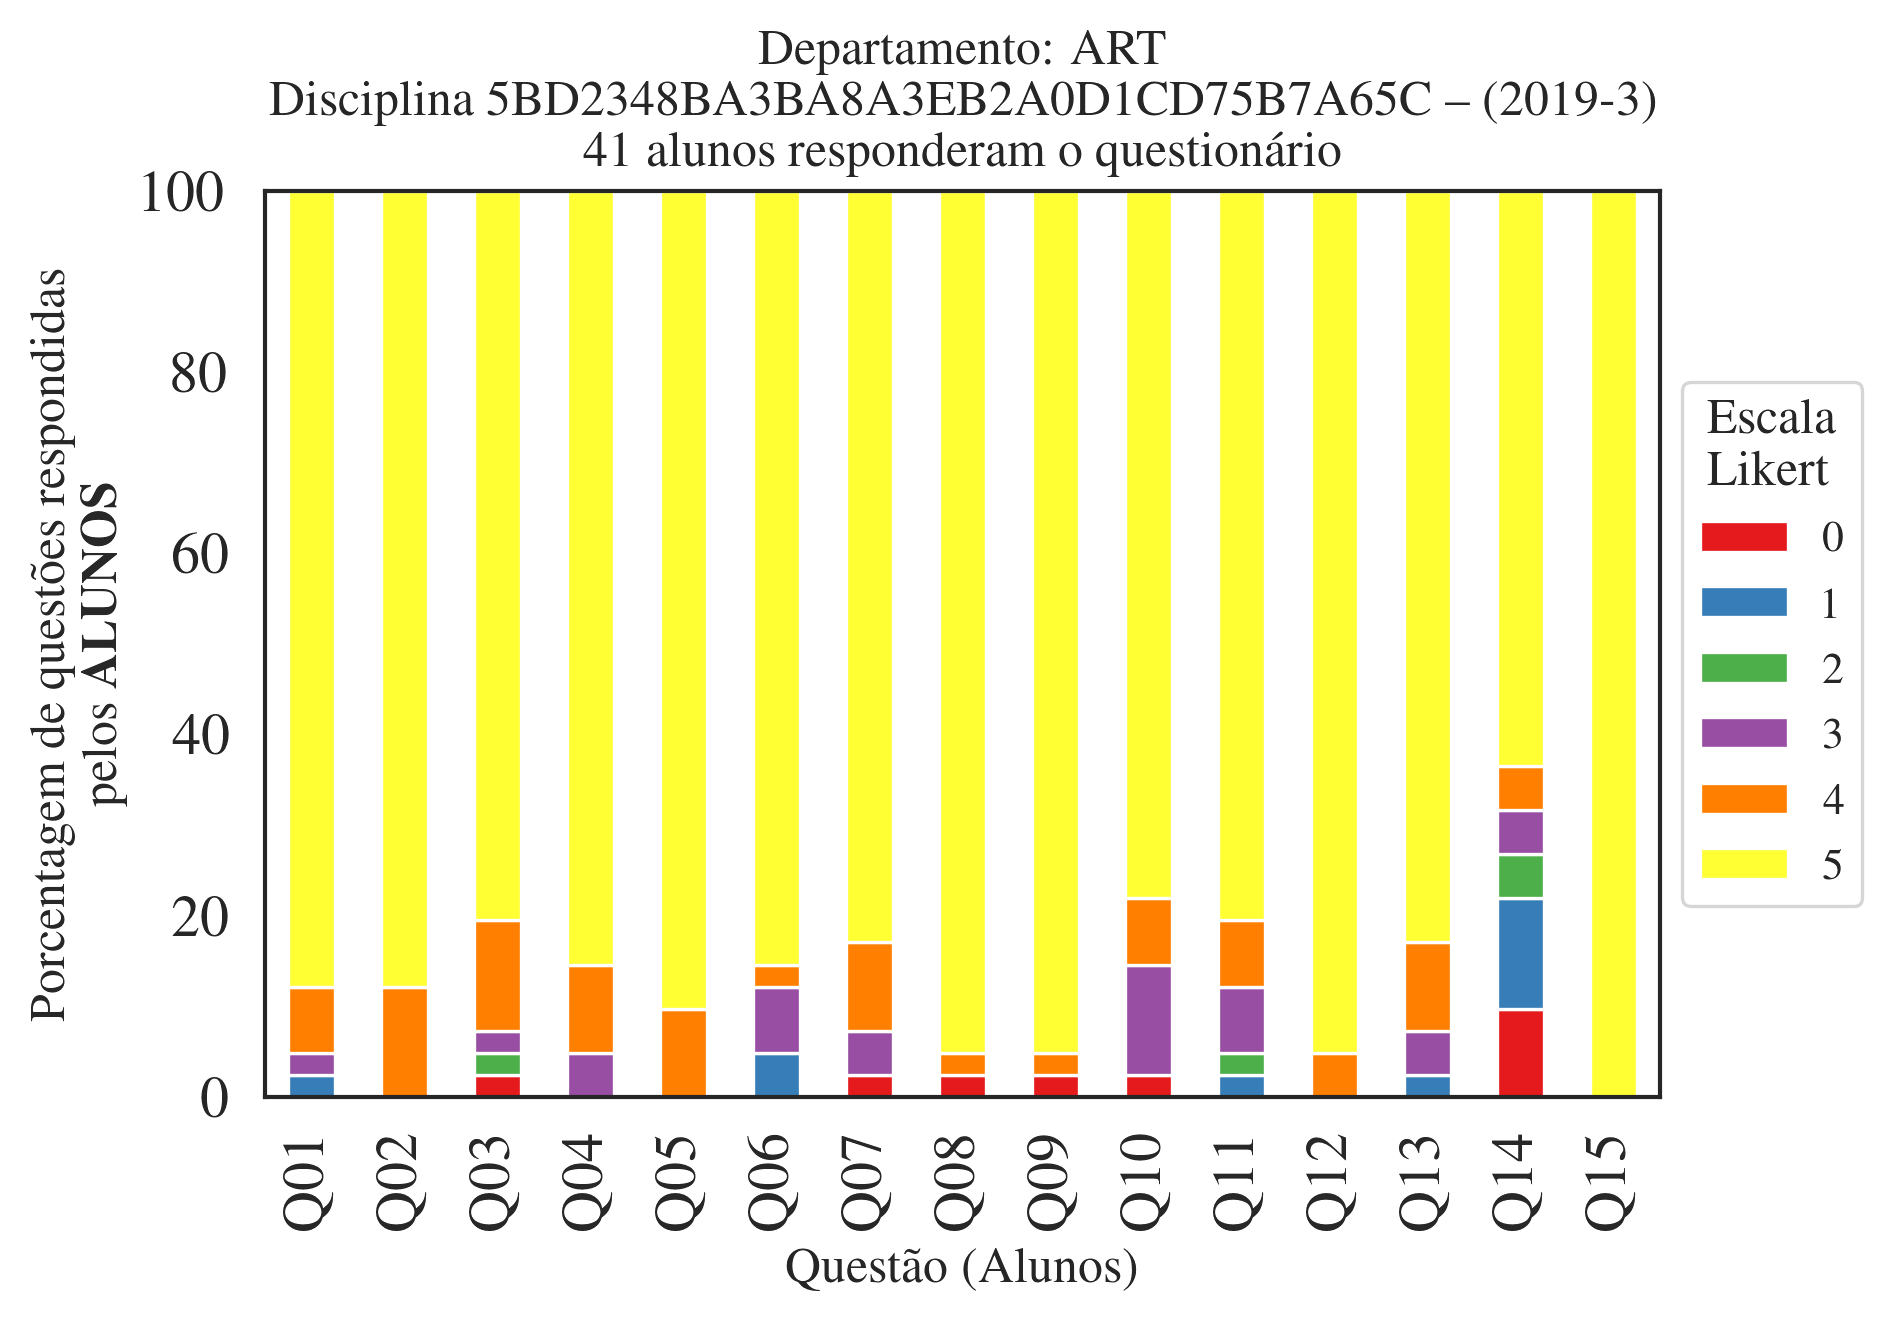 Departamento: ART
Disciplina 5BD2348BA3BA8A3EB2A0D1CD75B7A65C – (2019-3)
41 alunos responderam o questionário
Porcentagem de questões respondidas
pelos ALUNOS
100
80
60
40
20
0
Q01
Q02
Q03
Q04
Q05
Q06
Q07
Q08
Q09
Q10
Q11
Q12
Q13
Q14
Q15
Questão (Alunos)
Escala
Likert
0
1
2
3
4
5